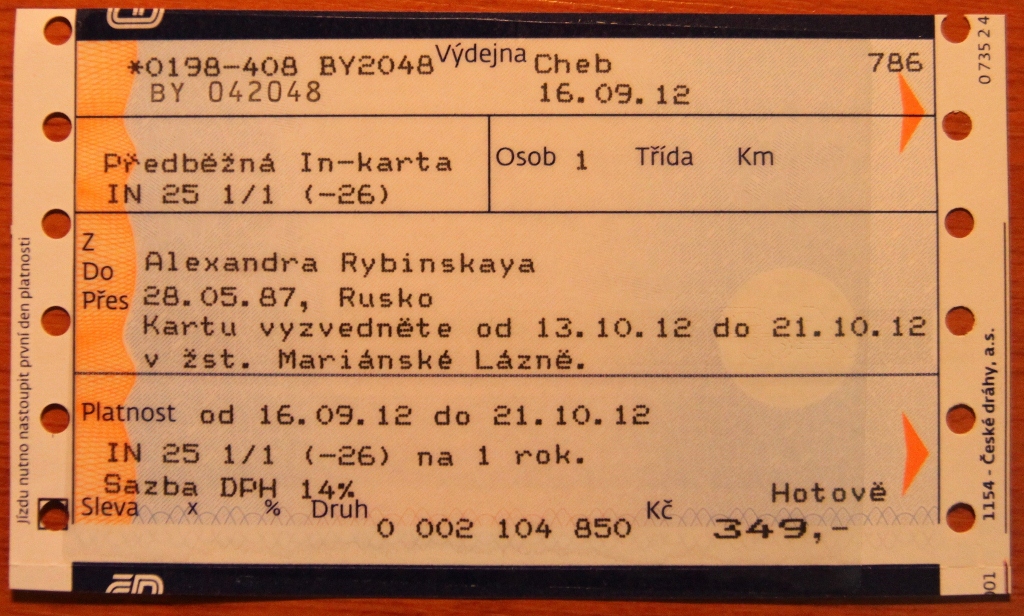 *0198-408 BY2048 Výdejna Cheb 786
BY 042048 16.09.12
Předběžná In-karta Osob 1 Třída Km
IN 25 1/1 (-26)
Z
Do Alexandra Rybinskaya
Přes 28.05.87, Rusko
Kartu vyzvedněte od 13.10.12 do 21.10.12
v žst. Mariánské Lázně.
Platnost od 16.09.12 do 21.10.12
IN 25 1/1 (-26) na 1 rok.
Sazba DPH 14% Hotově
Sleva x % Druh 0 002 104 850 Kč 349,-
Jízdu nutno nastoupit první den platnosti
073524
1154 - České dráhy, a.s.
001